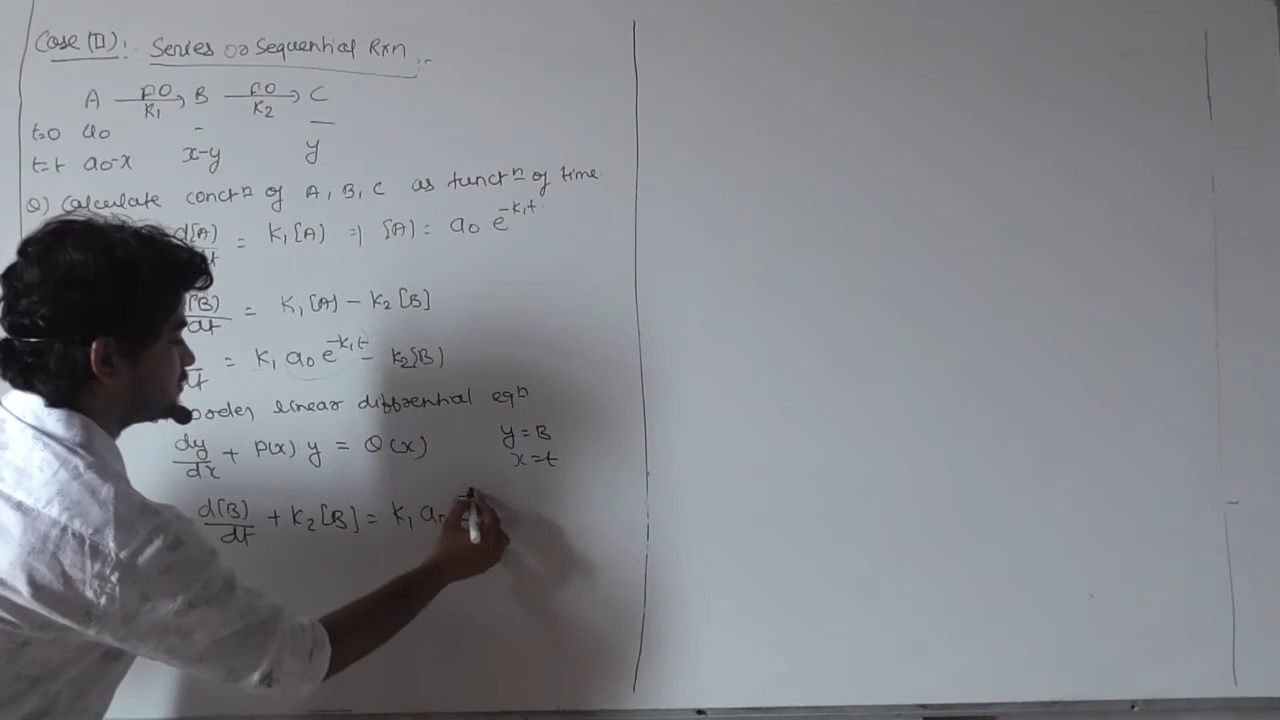 Case (II): Series or Sequential Rxn :-
A —FO/K₁→ B —FO/K₂→ C
t=0 a₀ - —
t=t a₀-x x-y y
Q) Calculate conctⁿ of A, B, C as functⁿ of time
d[A]/dt = K₁[A] ⇒ [A] = a₀ e^{-K₁t}
[B]/dt = K₁[A] - K₂[B]
= K₁ a₀ e^{-K₁t} - K₂[B]
order linear diffrential eqⁿ
dy/dx + P(x) y = Q(x) y=B
x=t
d[B]/dt + K₂[B] = K₁ a₀